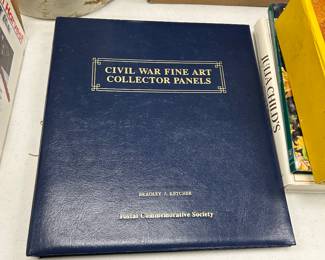 CIVIL WAR FINE ART
COLLECTOR PANELS
BRADLEY J. KETCHER
Postal Commemorative Society
JULIA CHILD'S